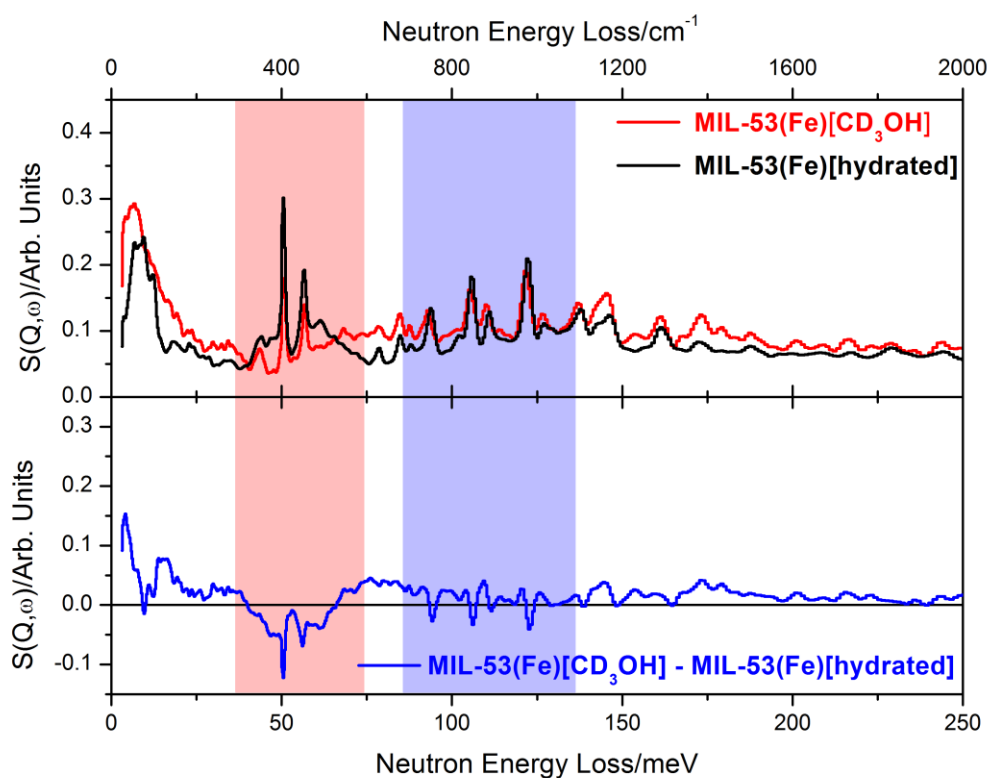 Neutron Energy Loss/cm⁻¹
0 400 800 1200 1600 2000
MIL-53(Fe)[CD₃OH]
MIL-53(Fe)[hydrated]
S(Q,ω)/Arb. Units
0.4
0.3
0.2
0.1
0.0
S(Q,ω)/Arb. Units
0.3
0.2
0.1
0.0
-0.1
MIL-53(Fe)[CD₃OH] - MIL-53(Fe)[hydrated]
0 50 100 150 200 250
Neutron Energy Loss/meV